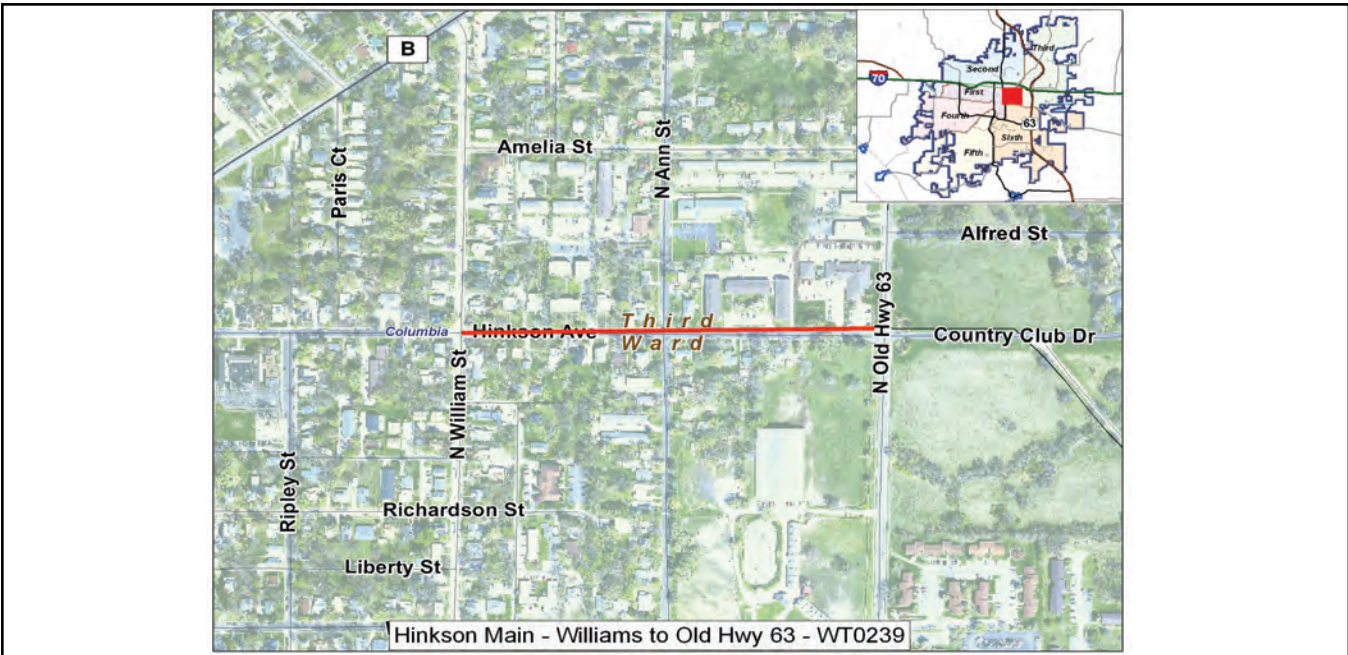 B
Paris Ct
Amelia St
N Ann St
Second
Third
70
First
Fourth
63
Sixth
Fifth
Alfred St
N Old Hwy 63
Columbia
Hinkson Ave
Third
Ward
Country Club Dr
N William St
Ripley St
Richardson St
Liberty St
Hinkson Main - Williams to Old Hwy 63 - WT0239